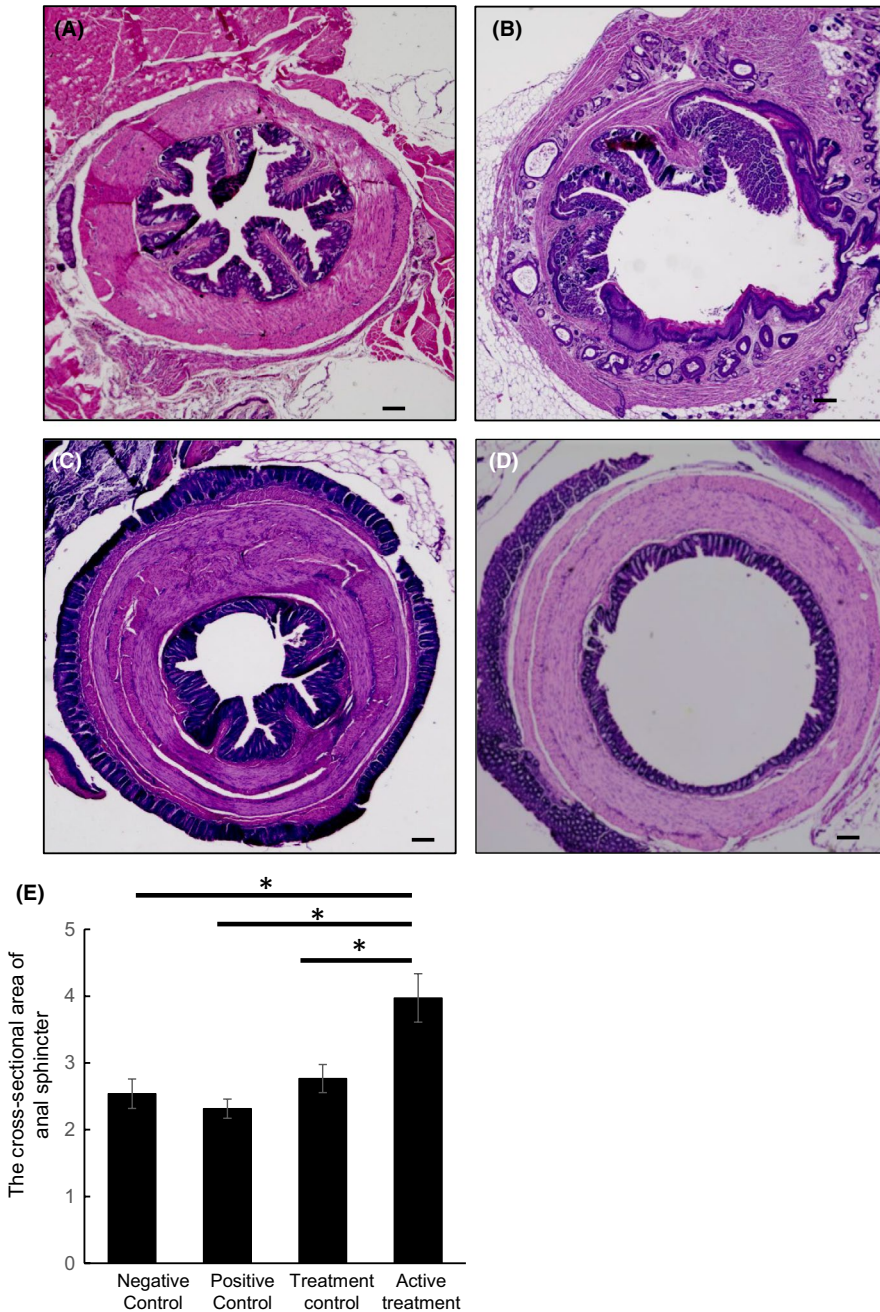 (A)
(B)
(C)
(D)
(E)
*
*
*
5
4
3
2
1
0
The cross-sectional area of
anal sphincter
Negative
Control
Positive
Control
Treatment
control
Active
treatment